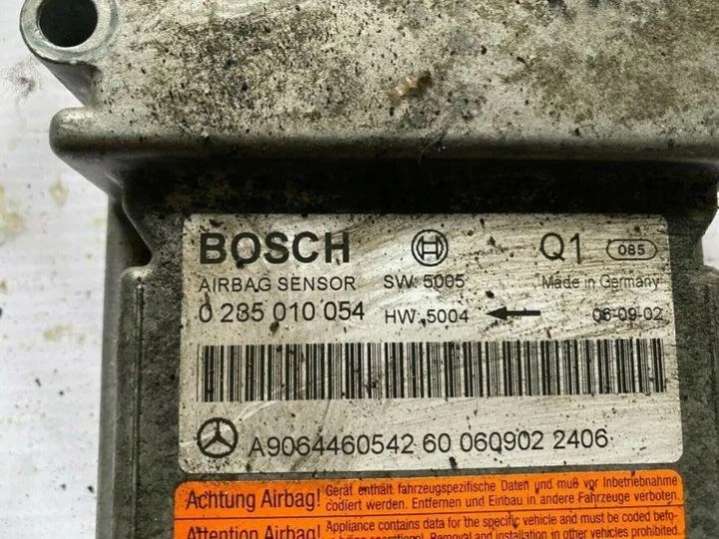 BOSCH Q1 085
AIRBAG SENSOR SW: 5005 Made in Germany
0 285 010 054 HW. 5004 06-09-02
A9064460542 60 060902 2406
Achtung Airbag! Gerät enthält fahrzeugspezifische Daten und muß vor Inbetriebnahme
codiert werden. Entfernen und Einbau in andere Fahrzeuge verboten.
Attention Airbag! Appliance contains data for the specific vehicle and must be coded befo-
Removal and installation in other vehicles prohibited.